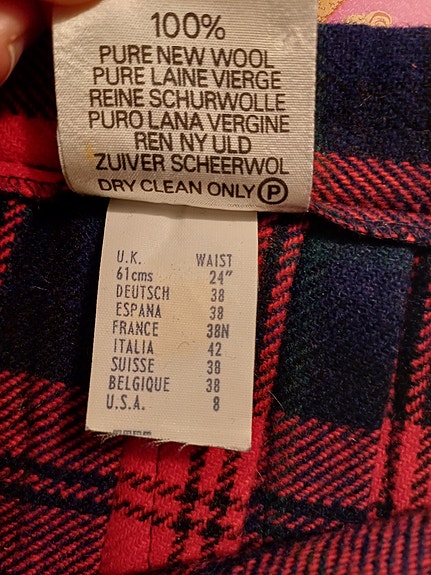 100%
PURE NEW WOOL
PURE LAINE VIERGE
REINE SCHURWOLLE
PURO LANA VERGINE
REN NY ULD
ZUIVER SCHEERWOL
DRY CLEAN ONLY P
U.K. WAIST
61cms 24"
DEUTSCH 38
ESPANA 38
FRANCE 38N
ITALIA 42
SUISSE 38
BELGIQUE 38
U.S.A. 8